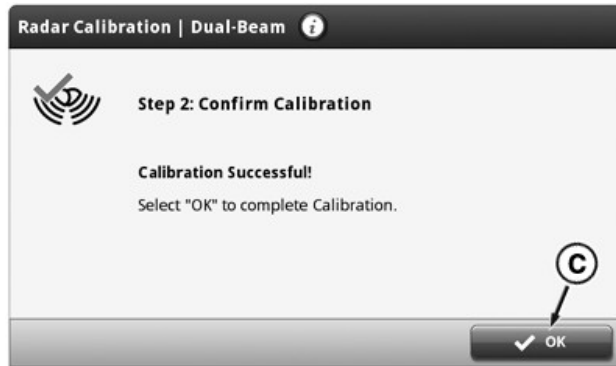 Radar Calibration | Dual-Beam i
Step 2: Confirm Calibration
Calibration Successful!
Select "OK" to complete Calibration.
C
OK